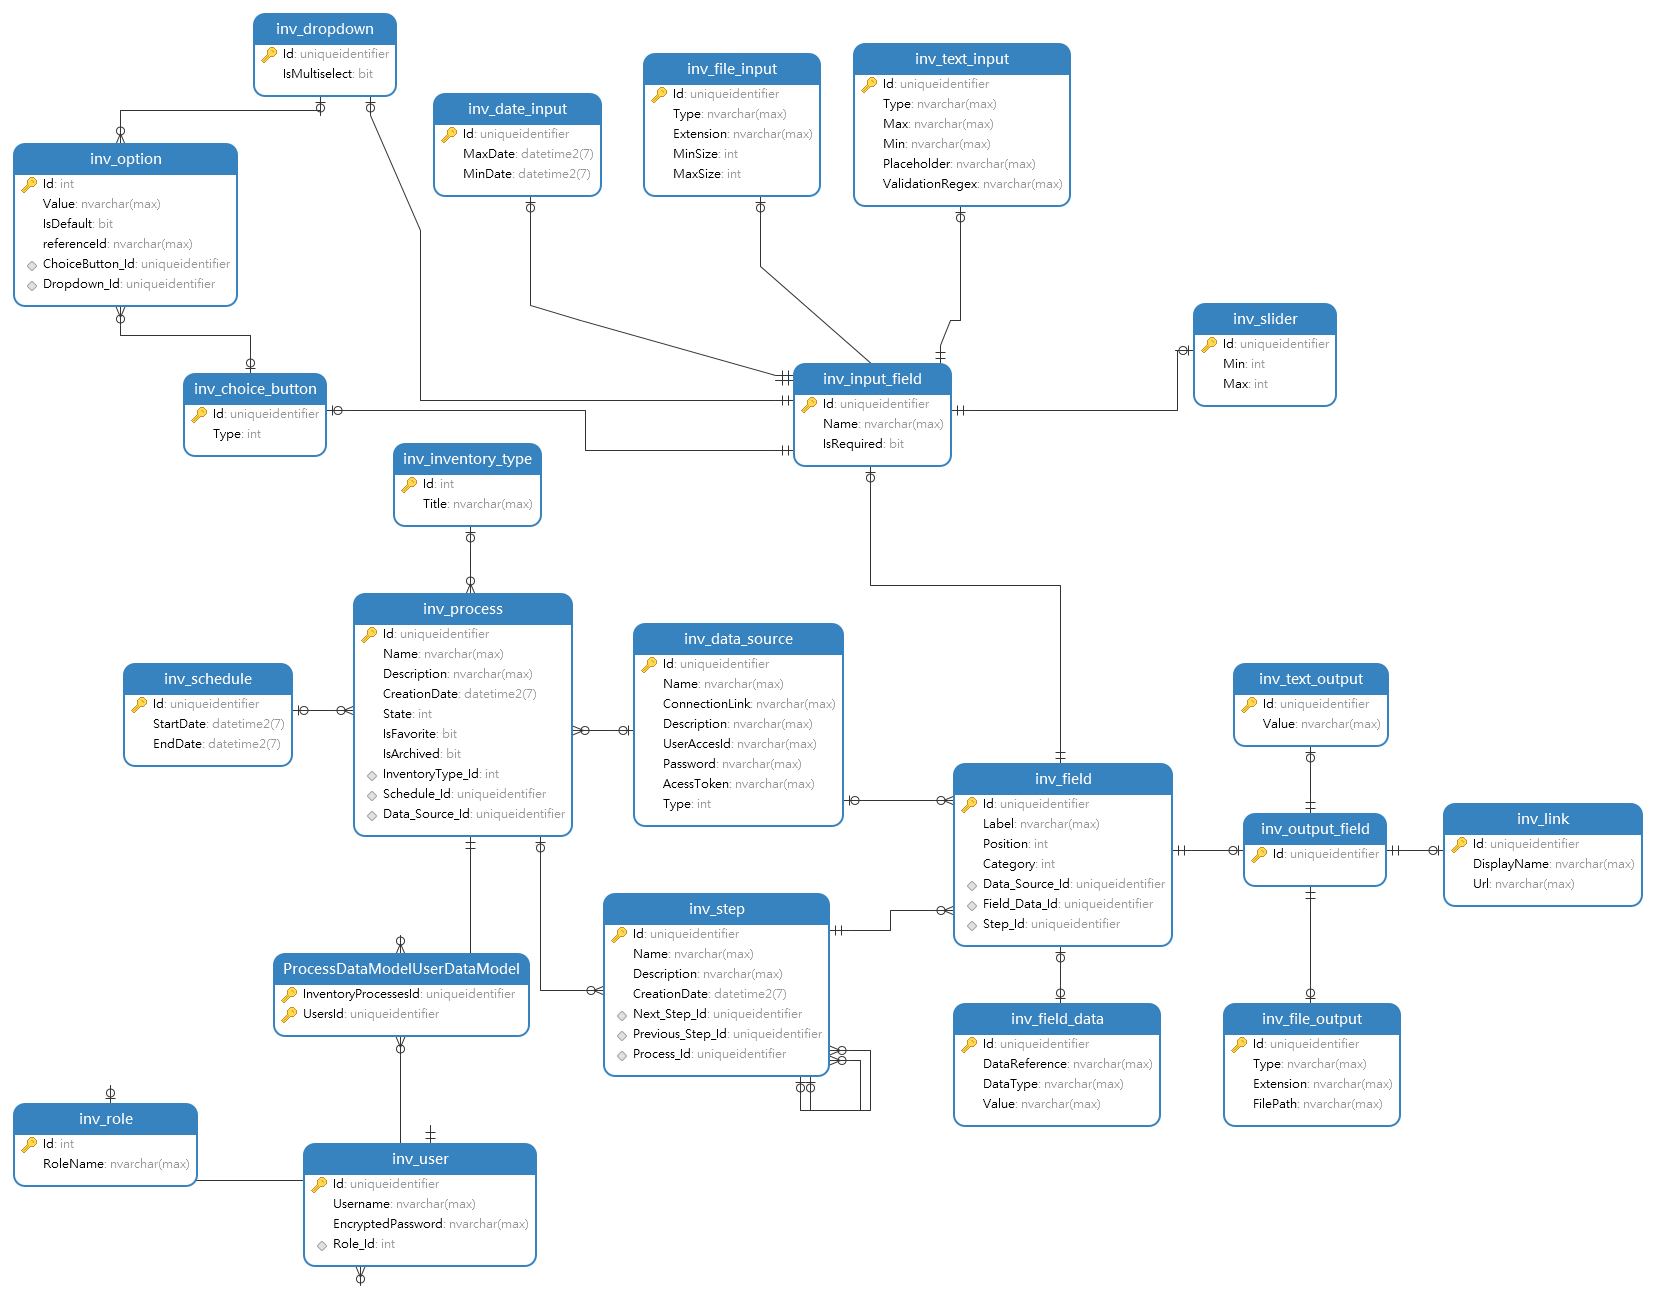 inv_dropdown
Id: uniqueidentifier
IsMultiselect: bit
inv_date_input
Id: uniqueidentifier
MaxDate: datetime2(7)
MinDate: datetime2(7)
inv_file_input
Id: uniqueidentifier
Type: nvarchar(max)
Extension: nvarchar(max)
MinSize: int
MaxSize: int
inv_text_input
Id: uniqueidentifier
Type: nvarchar(max)
Max: nvarchar(max)
Min: nvarchar(max)
Placeholder: nvarchar(max)
ValidationRegex: nvarchar(max)
inv_option
Id: int
Value: nvarchar(max)
IsDefault: bit
referenceId: nvarchar(max)
ChoiceButton_Id: uniqueidentifier
Dropdown_Id: uniqueidentifier
inv_slider
Id: uniqueidentifier
Min: int
Max: int
inv_choice_button
Id: uniqueidentifier
Type: int
inv_input_field
Id: uniqueidentifier
Name: nvarchar(max)
IsRequired: bit
inv_inventory_type
Id: int
Title: nvarchar(max)
inv_process
Id: uniqueidentifier
Name: nvarchar(max)
Description: nvarchar(max)
CreationDate: datetime2(7)
State: int
IsFavorite: bit
IsArchived: bit
InventoryType_Id: int
Schedule_Id: uniqueidentifier
Data_Source_Id: uniqueidentifier
inv_schedule
Id: uniqueidentifier
StartDate: datetime2(7)
EndDate: datetime2(7)
inv_data_source
Id: uniqueidentifier
Name: nvarchar(max)
ConnectionLink: nvarchar(max)
Description: nvarchar(max)
UserAccesId: nvarchar(max)
Password: nvarchar(max)
AcessToken: nvarchar(max)
Type: int
inv_text_output
Id: uniqueidentifier
Value: nvarchar(max)
inv_field
Id: uniqueidentifier
Label: nvarchar(max)
Position: int
Category: int
Data_Source_Id: uniqueidentifier
Field_Data_Id: uniqueidentifier
Step_Id: uniqueidentifier
inv_output_field
Id: uniqueidentifier
inv_link
Id: uniqueidentifier
DisplayName: nvarchar(max)
Url: nvarchar(max)
inv_step
Id: uniqueidentifier
Name: nvarchar(max)
Description: nvarchar(max)
CreationDate: datetime2(7)
Next_Step_Id: uniqueidentifier
Previous_Step_Id: uniqueidentifier
Process_Id: uniqueidentifier
ProcessDataModelUserDataModel
InventoryProcessesId: uniqueidentifier
UsersId: uniqueidentifier
inv_field_data
Id: uniqueidentifier
DataReference: nvarchar(max)
DataType: nvarchar(max)
Value: nvarchar(max)
inv_file_output
Id: uniqueidentifier
Type: nvarchar(max)
Extension: nvarchar(max)
FilePath: nvarchar(max)
inv_role
Id: int
RoleName: nvarchar(max)
inv_user
Id: uniqueidentifier
Username: nvarchar(max)
EncryptedPassword: nvarchar(max)
Role_Id: int